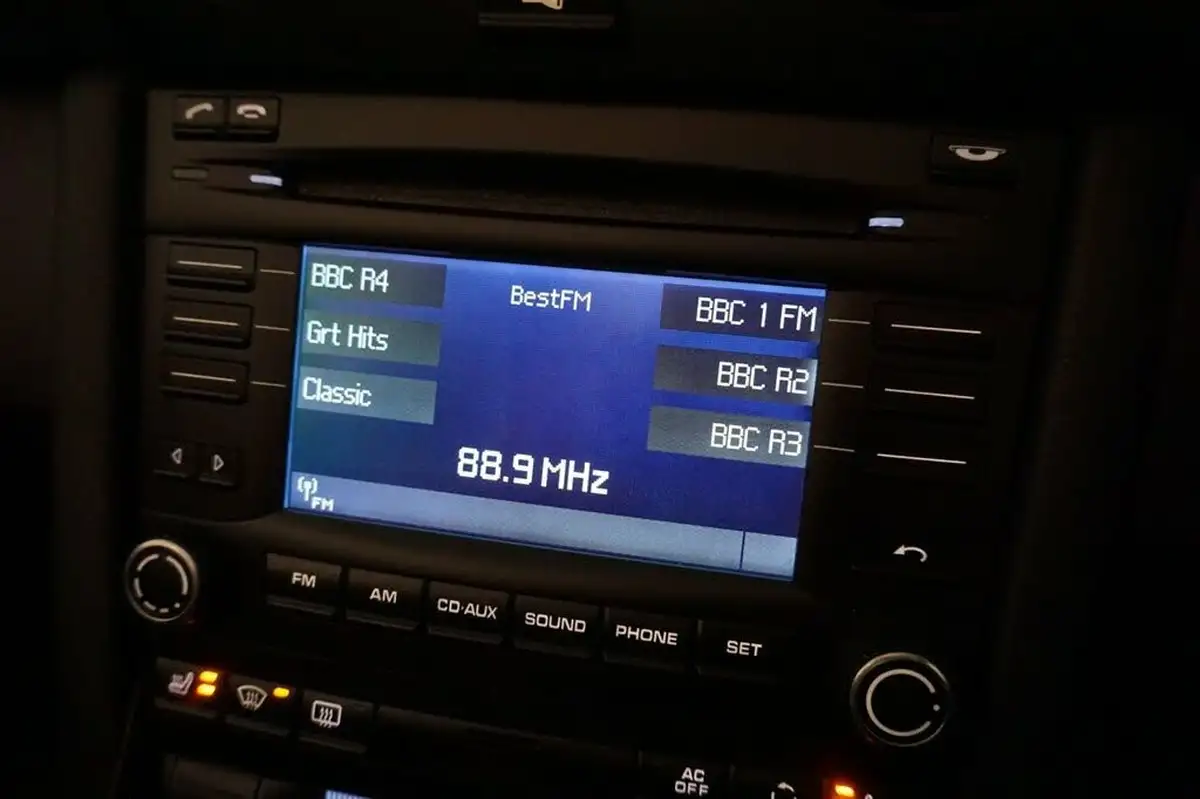 BBC R4
BestFM
BBC 1 FM
Grt Hits
BBC R2
Classic
BBC R3
88.9 MHz
FM
FM
AM
CD·AUX
SOUND
PHONE
SET
AC
OFF